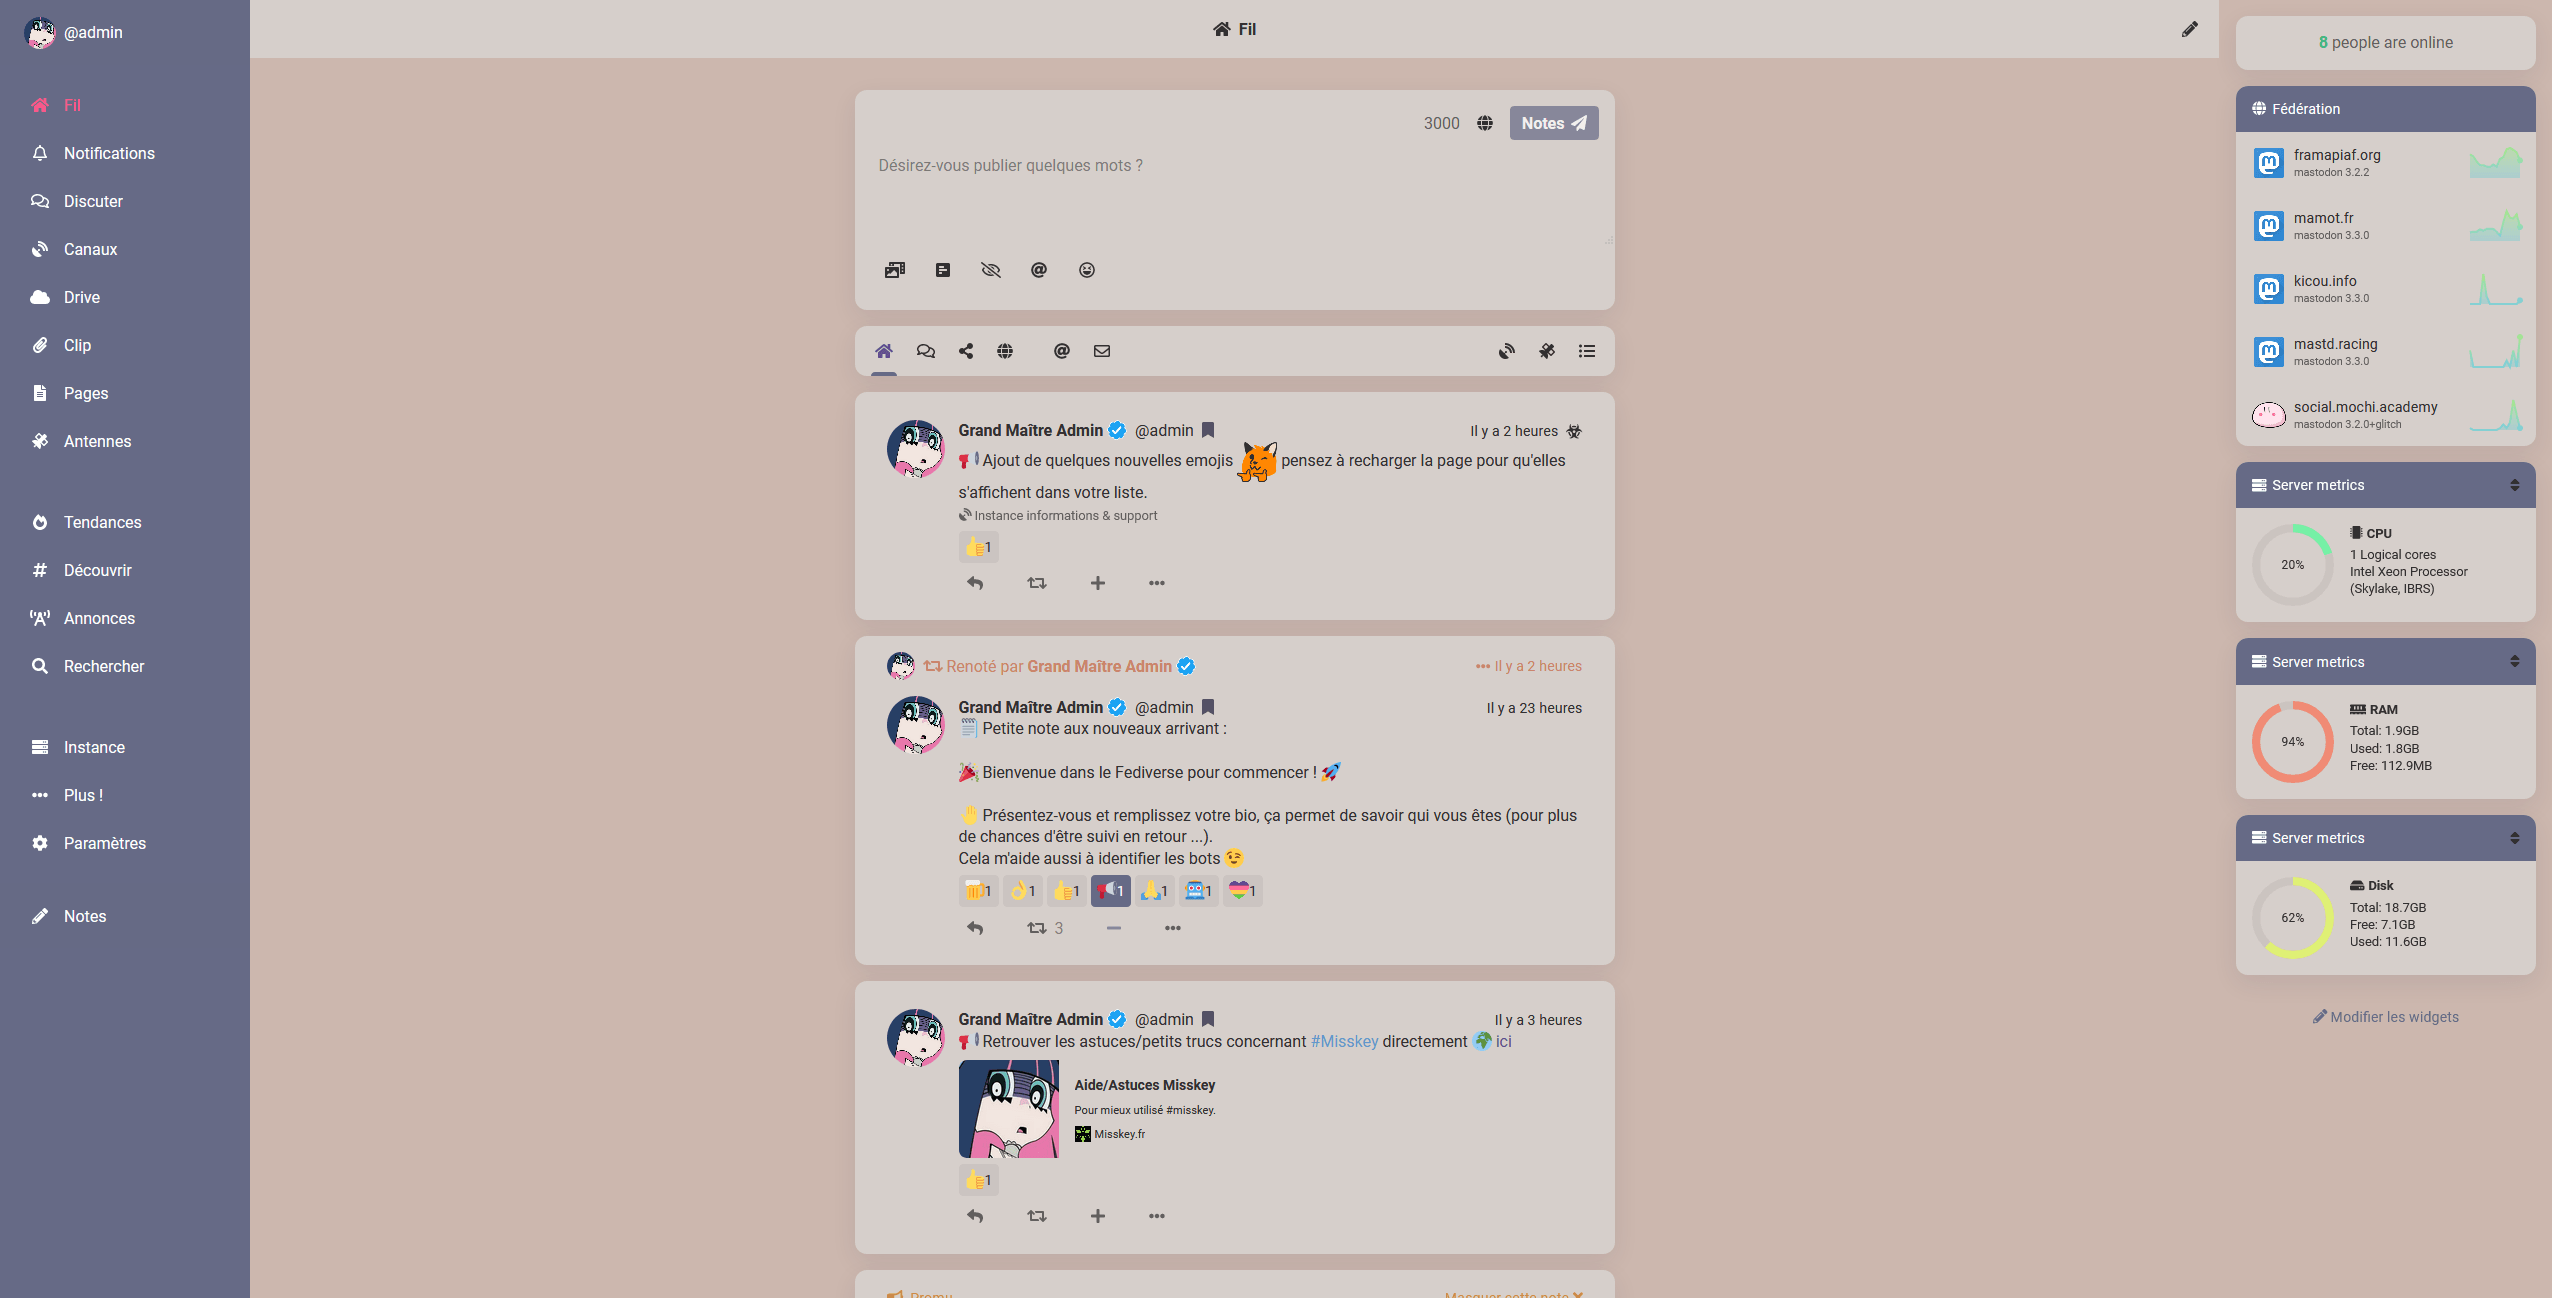 @admin
Fil
Notifications
Discuter
Canaux
Drive
Clip
Pages
Antennes
Tendances
Découvrir
Annonces
Rechercher
Instance
Plus !
Paramètres
Notes
Fil
3000
Notes
Désirez-vous publier quelques mots ?
Grand Maître Admin @admin
Il y a 2 heures
Ajout de quelques nouvelles emojis pensez à recharger la page pour qu'elles
s'affichent dans votre liste.
Instance informations & support
1
Renoté par Grand Maître Admin
Il y a 2 heures
Grand Maître Admin @admin
Il y a 23 heures
Petite note aux nouveaux arrivant :
Bienvenue dans le Fediverse pour commencer !
Présentez-vous et remplissez votre bio, ça permet de savoir qui vous êtes (pour plus
de chances d'être suivi en retour ...).
Cela m'aide aussi à identifier les bots
1 1 1 1 1 1 1
3
Grand Maître Admin @admin
Il y a 3 heures
Retrouver les astuces/petits trucs concernant #Misskey directement ici
Aide/Astuces Misskey
Pour mieux utilisé #misskey.
Misskey.fr
1
Promu
Masquer cette note
8 people are online
Fédération
framapiaf.org
mastodon 3.2.2
mamot.fr
mastodon 3.3.0
kicou.info
mastodon 3.3.0
mastd.racing
mastodon 3.3.0
social.mochi.academy
mastodon 3.2.0+glitch
Server metrics
20%
CPU
1 Logical cores
Intel Xeon Processor
(Skylake, IBRS)
Server metrics
94%
RAM
Total: 1.9GB
Used: 1.8GB
Free: 112.9MB
Server metrics
62%
Disk
Total: 18.7GB
Free: 7.1GB
Used: 11.6GB
Modifier les widgets